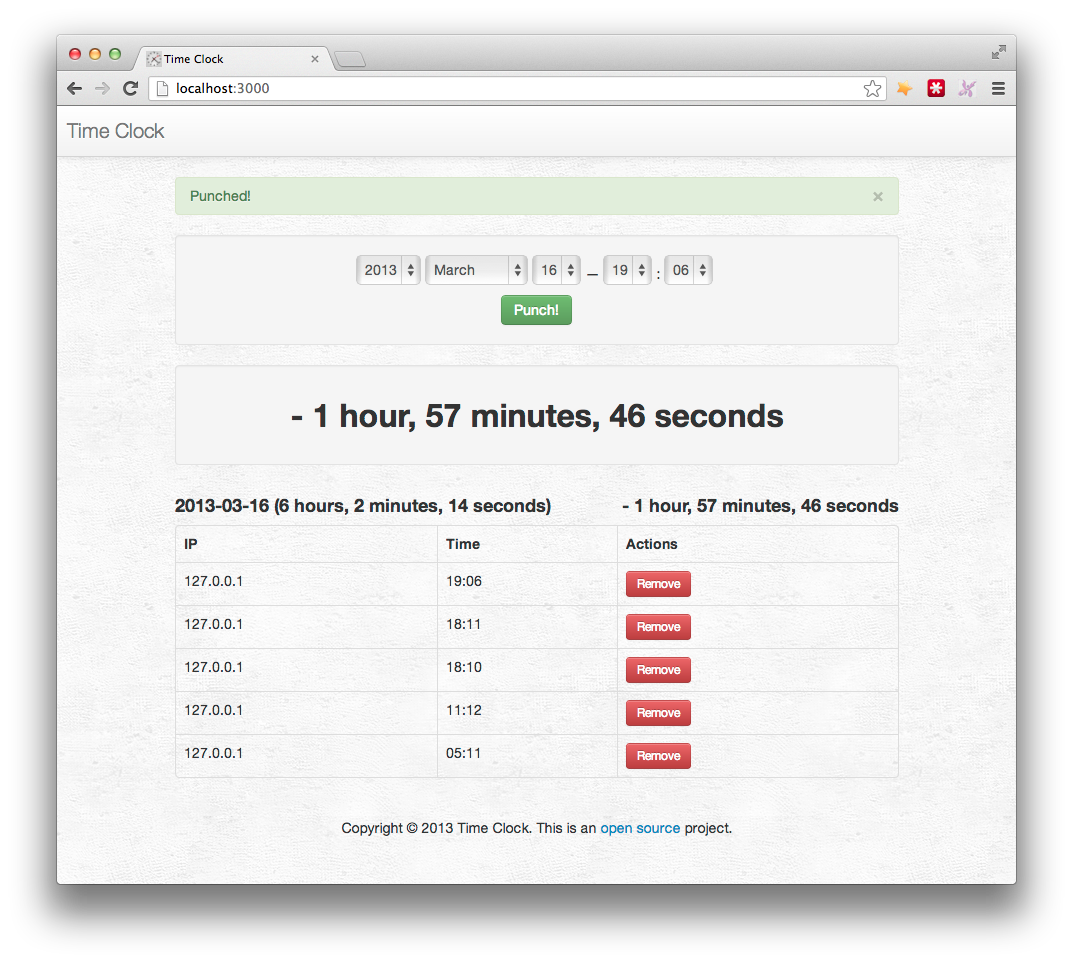 Time Clock
localhost:3000
Time Clock
Punched! ×
2013 March 16 – 19 : 06
Punch!
- 1 hour, 57 minutes, 46 seconds
2013-03-16 (6 hours, 2 minutes, 14 seconds) - 1 hour, 57 minutes, 46 seconds
IP Time Actions
127.0.0.1 19:06 Remove
127.0.0.1 18:11 Remove
127.0.0.1 18:10 Remove
127.0.0.1 11:12 Remove
127.0.0.1 05:11 Remove
Copyright © 2013 Time Clock. This is an open source project.